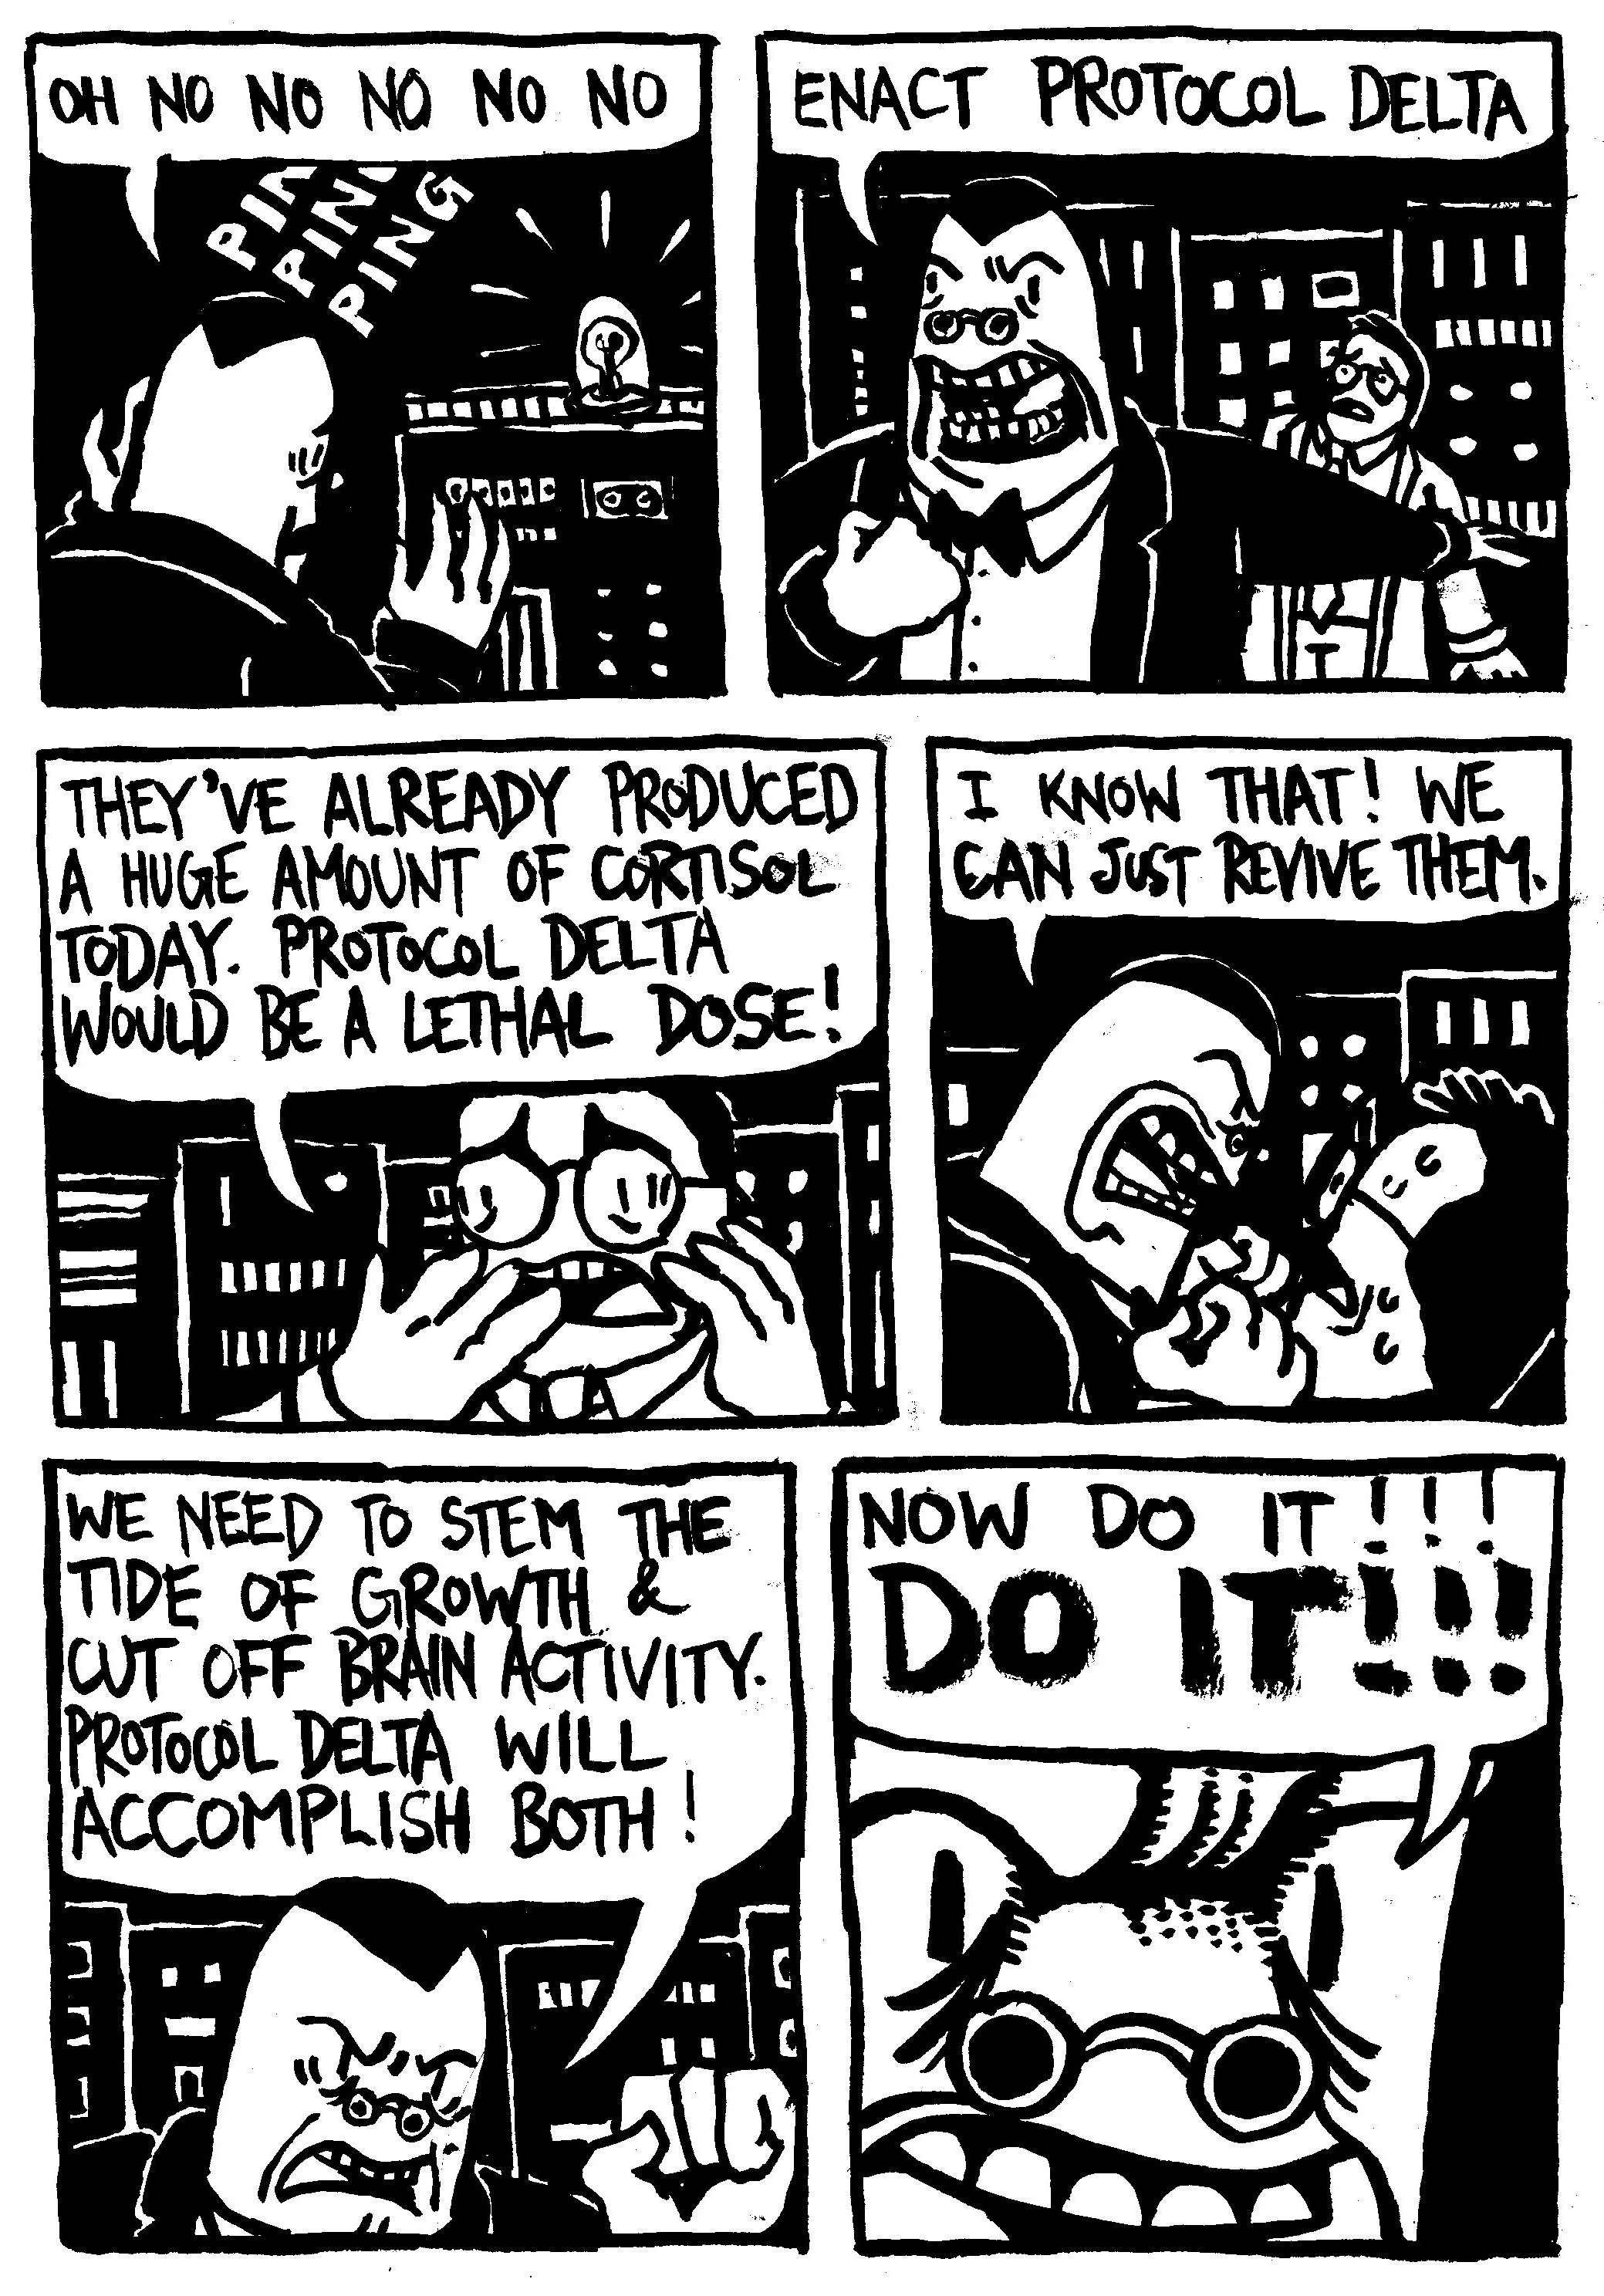 OH NO NO NO NO NO
PING
PING
PING
ENACT PROTOCOL DELTA
THEY'VE ALREADY PRODUCED
A HUGE AMOUNT OF CORTISOL
TODAY. PROTOCOL DELTA
WOULD BE A LETHAL DOSE!
I KNOW THAT! WE
CAN JUST REVIVE THEM.
WE NEED TO STEM THE
TIDE OF GROWTH &
CUT OFF BRAIN ACTIVITY.
PROTOCOL DELTA WILL
ACCOMPLISH BOTH!
NOW DO IT!!!
DO IT!!!